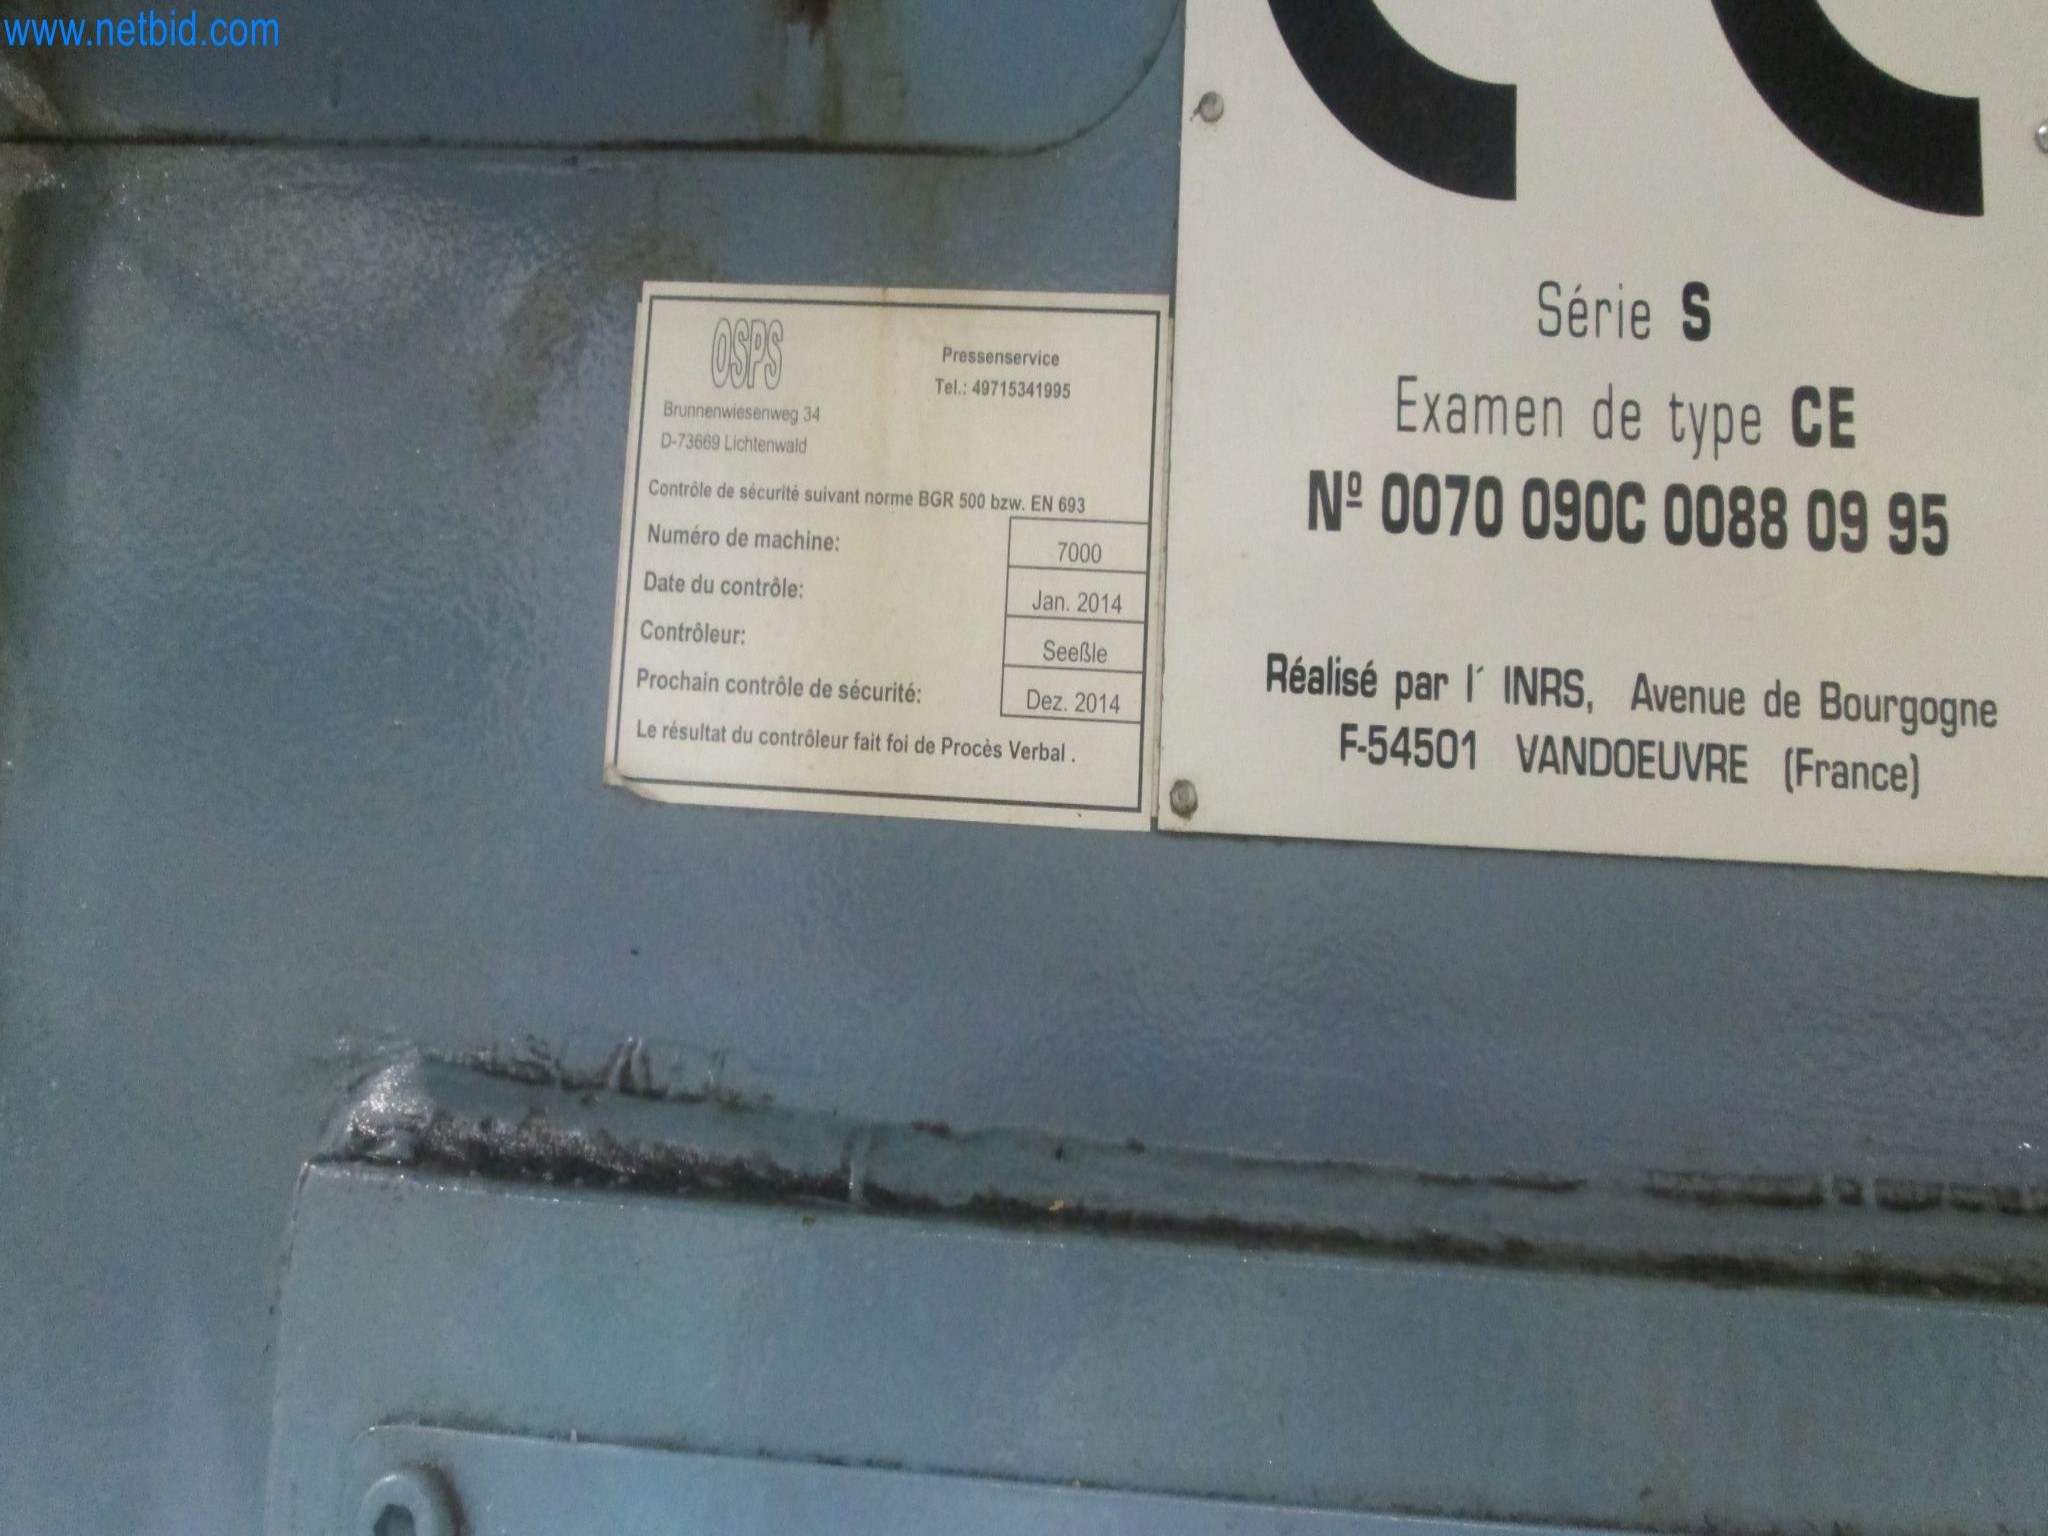 www.netbid.com
OSPS
Pressenservice
Tel.: 49715341995
Brunnenwiesenweg 34
D-73669 Lichtenwald
Contrôle de sécurité suivant norme BGR 500 bzw. EN 693
Numéro de machine: 7000
Date du contrôle: Jan. 2014
Contrôleur: Seeßle
Prochain contrôle de sécurité: Dez. 2014
Le résultat du contrôleur fait foi de Procès Verbal .
Série S
Examen de type CE
Nº 0070 090C 0088 09 95
Réalisé par l´ INRS, Avenue de Bourgogne
F-54501 VANDOEUVRE (France)